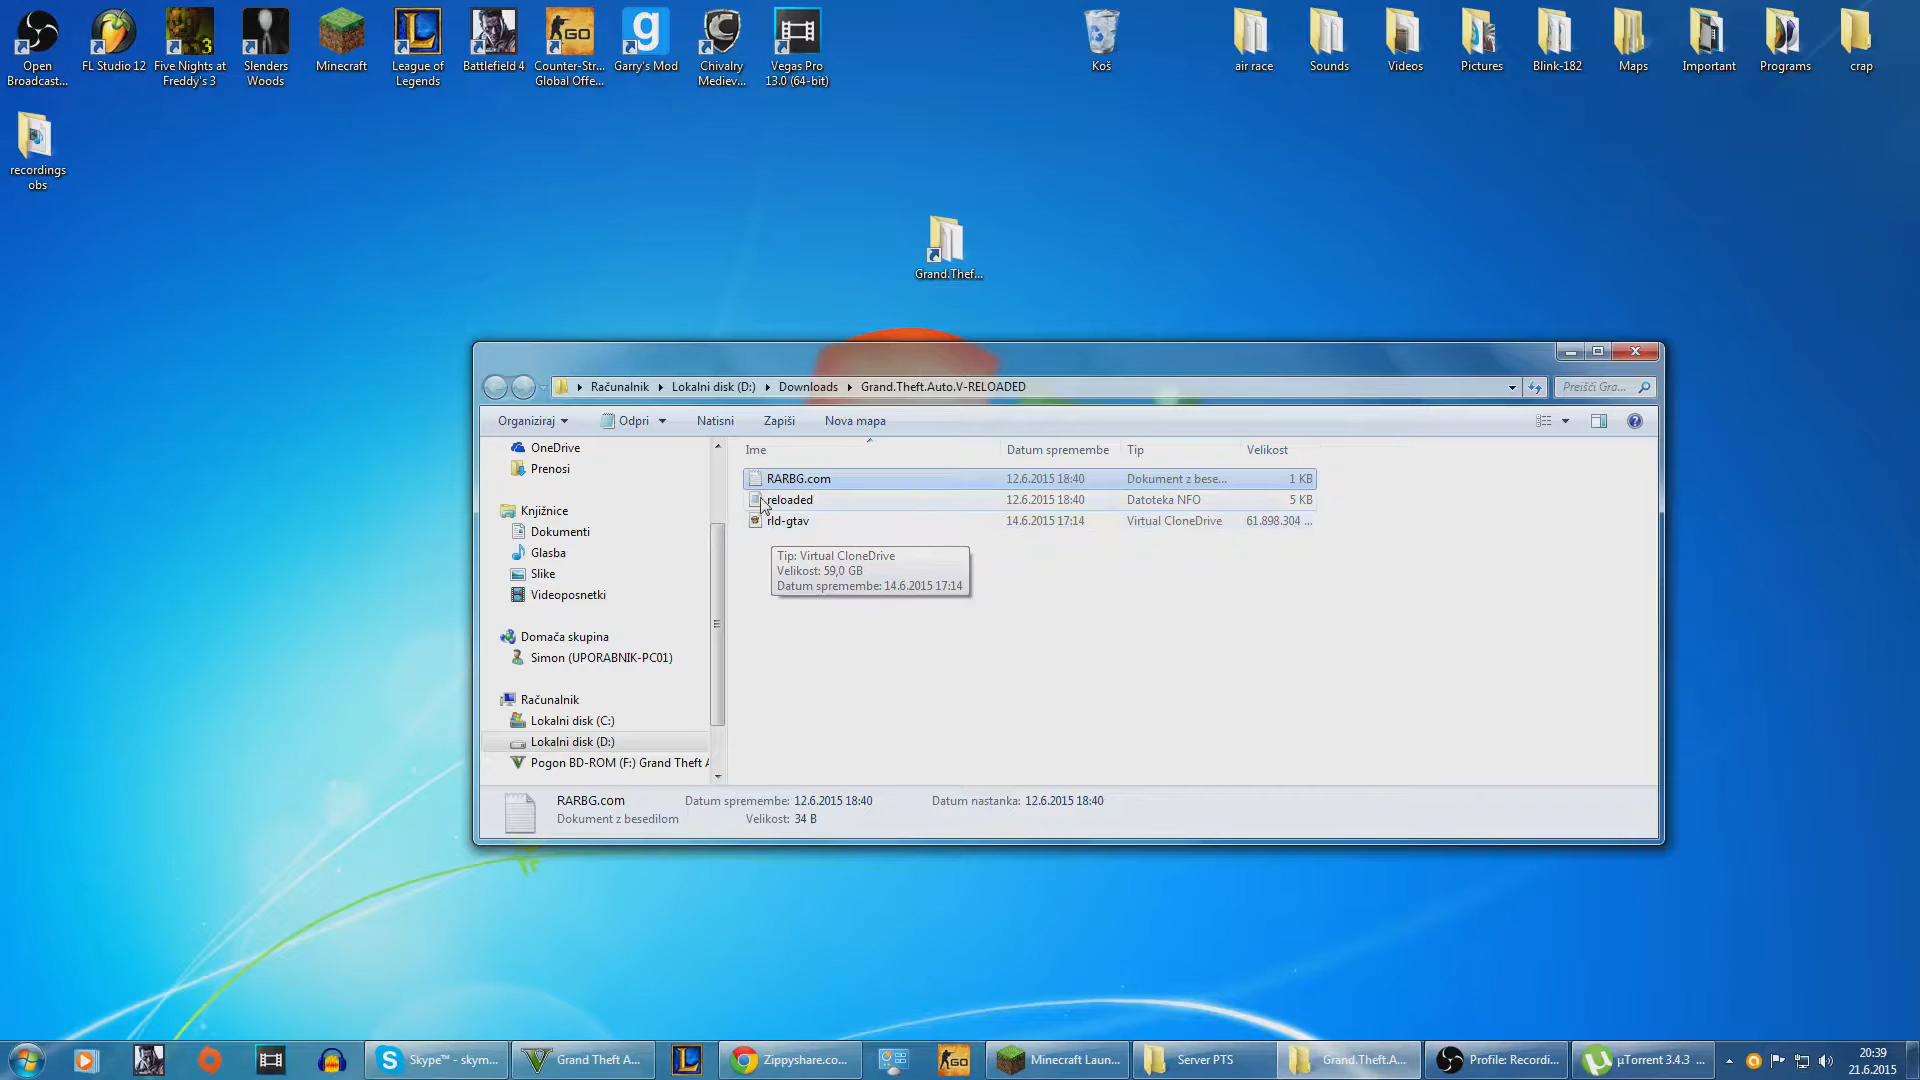 Open
Broadcast...
FL Studio 12
Five Nights at
Freddy's 3
Slenders
Woods
Minecraft
League of
Legends
Battlefield 4
Counter-Str...
Global Offe...
Garry's Mod
Chivalry
Mediev...
Vegas Pro
13.0 (64-bit)
Koš
air race
Sounds
Videos
Pictures
Blink-182
Maps
Important
Programs
crap
recordings
obs
Grand.Thef...
Računalnik
Lokalni disk (D:)
Downloads
Grand.Theft.Auto.V-RELOADED
Preišči Gra...
Organiziraj
Odpri
Natisni
Zapiši
Nova mapa
OneDrive
Prenosi
Knjižnice
Dokumenti
Glasba
Slike
Videoposnetki
Domača skupina
Simon (UPORABNIK-PC01)
Računalnik
Lokalni disk (C:)
Lokalni disk (D:)
Pogon BD-ROM (F:) Grand Theft A
Ime
Datum spremembe
Tip
Velikost
RARBG.com 12.6.2015 18:40 Dokument z bese... 1 KB
reloaded 12.6.2015 18:40 Datoteka NFO 5 KB
rld-gtav 14.6.2015 17:14 Virtual CloneDrive 61.898.304 ...
Tip: Virtual CloneDrive
Velikost: 59,0 GB
Datum spremembe: 14.6.2015 17:14
RARBG.com Datum spremembe: 12.6.2015 18:40 Datum nastanka: 12.6.2015 18:40
Dokument z besedilom Velikost: 34 B
Skype™ - skym...
Grand Theft A...
Zippyshare.co...
GO
Minecraft Laun...
Server PTS
Grand.Theft.A...
Profile: Recordi...
µTorrent 3.4.3 ...
20:39
21.6.2015